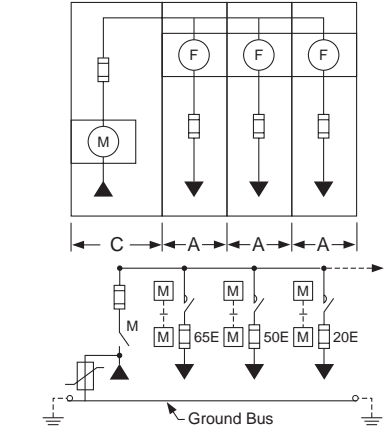 F F F
M
C A A A
M M M
M
M 65E M 50E M 20E
Ground Bus